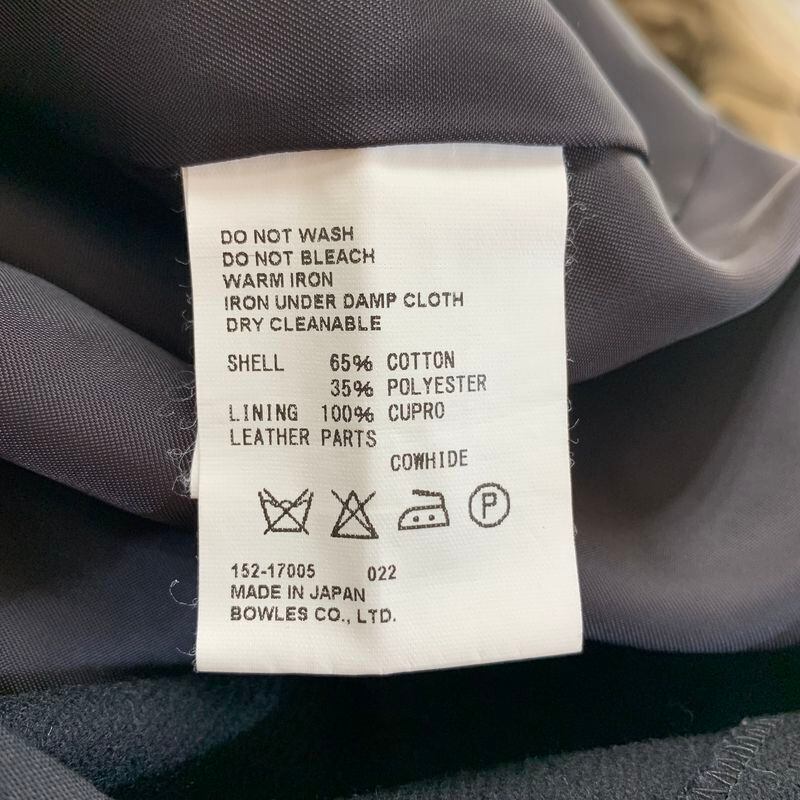 DO NOT WASH
DO NOT BLEACH
WARM IRON
IRON UNDER DAMP CLOTH
DRY CLEANABLE
SHELL 65% COTTON
35% POLYESTER
LINING 100% CUPRO
LEATHER PARTS
COWHIDE
P
152-17005 022
MADE IN JAPAN
BOWLES CO., LTD.